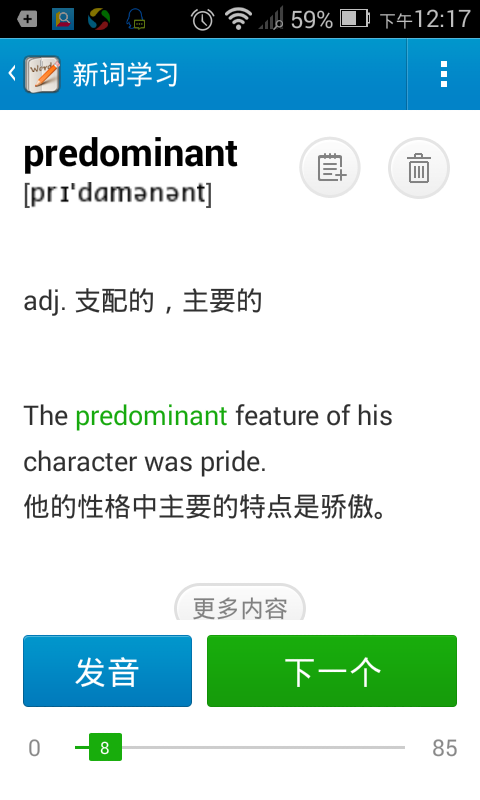 59% 下午12:17
Words 新词学习
predominant
[prɪ'dɑmənənt]
adj. 支配的，主要的
The predominant feature of his
character was pride.
他的性格中主要的特点是骄傲。
更多内容
发音 下一个
0 8 85